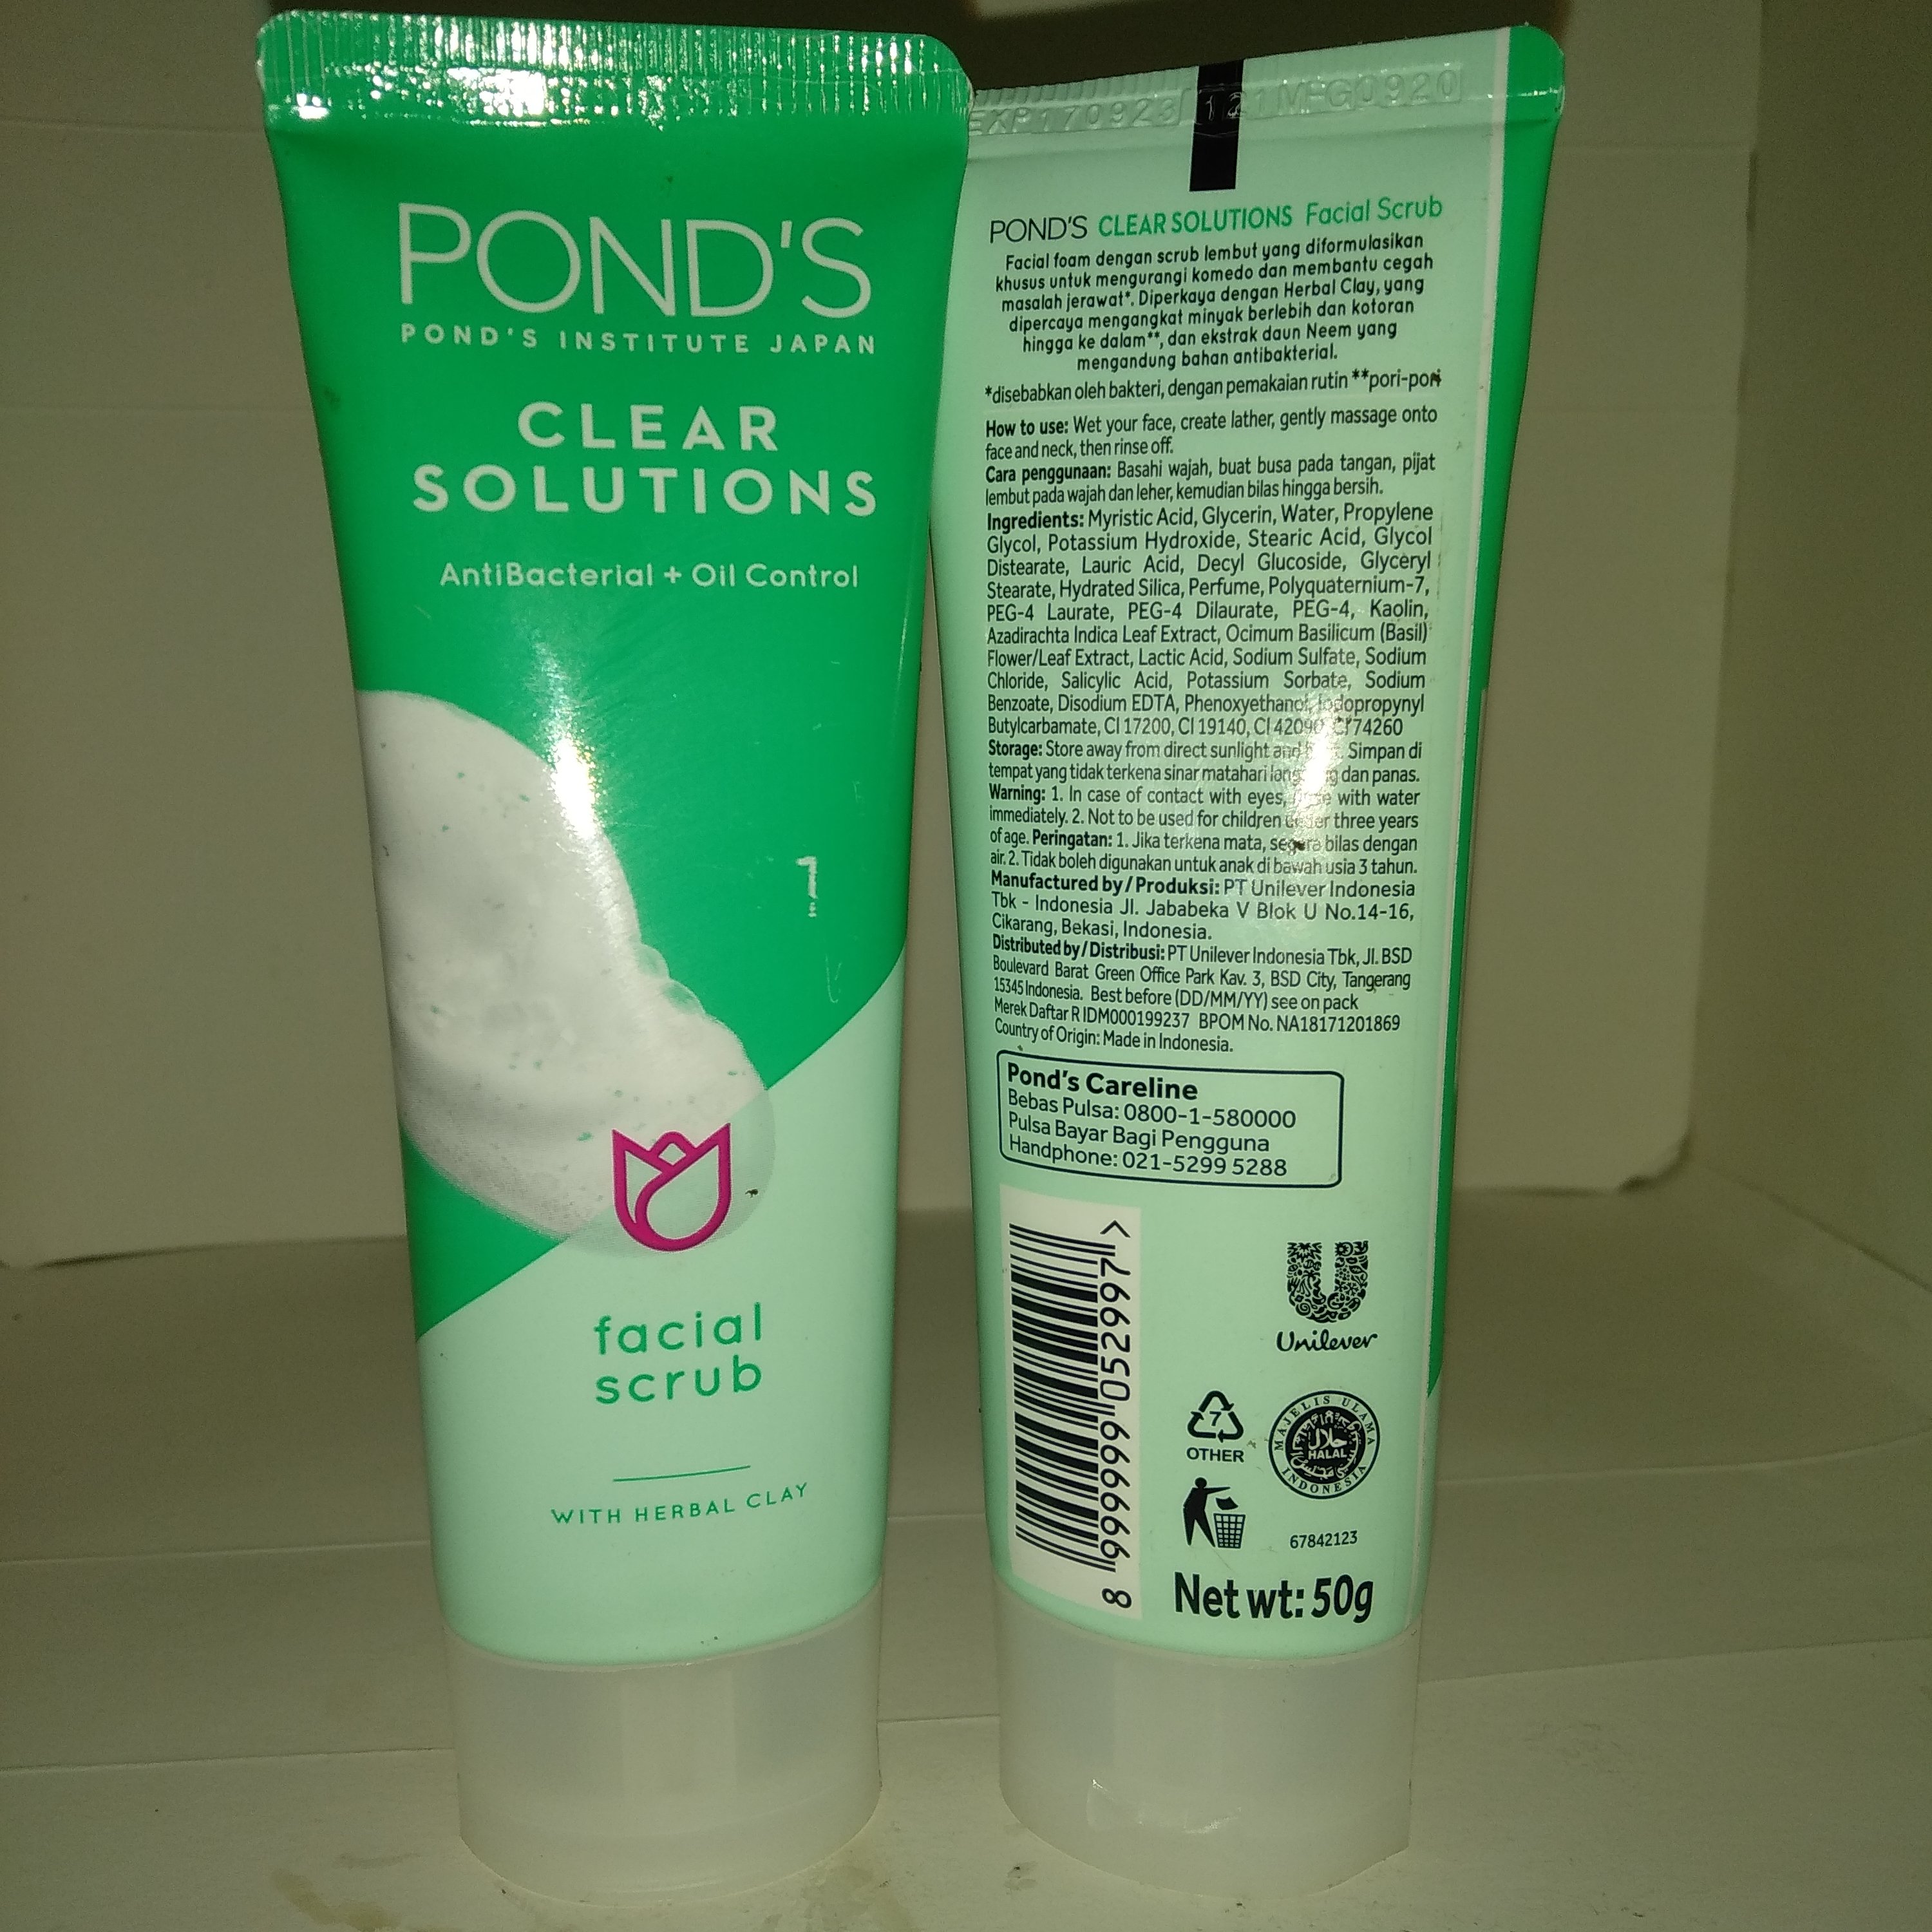 POND'S
POND'S INSTITUTE JAPAN
CLEAR
SOLUTIONS
AntiBacterial + Oil Control
facial
scrub
WITH HERBAL CLAY
EXP170923 121 MFG0920
POND'S CLEAR SOLUTIONS Facial Scrub
Facial foam dengan scrub lembut yang diformulasikan
khusus untuk mengurangi komedo dan membantu cegah
masalah jerawat*. Diperkaya dengan Herbal Clay, yang
dipercaya mengangkat minyak berlebih dan kotoran
hingga ke dalam**, dan ekstrak daun Neem yang
mengandung bahan antibakterial.
*disebabkan oleh bakteri, dengan pemakaian rutin **pori-pori
How to use: Wet your face, create lather, gently massage onto
face and neck, then rinse off.
Cara penggunaan: Basahi wajah, buat busa pada tangan, pijat
lembut pada wajah dan leher, kemudian bilas hingga bersih.
Ingredients: Myristic Acid, Glycerin, Water, Propylene
Glycol, Potassium Hydroxide, Stearic Acid, Glycol
Distearate, Lauric Acid, Decyl Glucoside, Glyceryl
Stearate, Hydrated Silica, Perfume, Polyquaternium-7,
PEG-4 Laurate, PEG-4 Dilaurate, PEG-4, Kaolin,
Azadirachta Indica Leaf Extract, Ocimum Basilicum (Basil)
Flower/Leaf Extract, Lactic Acid, Sodium Sulfate, Sodium
Chloride, Salicylic Acid, Potassium Sorbate, Sodium
Benzoate, Disodium EDTA, Phenoxyethanol, Iodopropynyl
Butylcarbamate, CI 17200, CI 19140, CI 42090, CI 74260
Storage: Store away from direct sunlight and Simpan di
tempat yang tidak terkena sinar matahari langsung dan panas.
Warning: 1. In case of contact with eyes, rinse with water
immediately. 2. Not to be used for children under three years
of age. Peringatan: 1. Jika terkena mata, segera bilas dengan
air. 2. Tidak boleh digunakan untuk anak di bawah usia 3 tahun.
Manufactured by / Produksi: PT Unilever Indonesia
Tbk - Indonesia Jl. Jababeka V Blok U No.14-16,
Cikarang, Bekasi, Indonesia.
Distributed by / Distribusi: PT Unilever Indonesia Tbk, Jl. BSD
Boulevard Barat Green Office Park Kav. 3, BSD City, Tangerang
15345 Indonesia. Best before (DD/MM/YY) see on pack
Merek Daftar R IDM000199237 BPOM No. NA18171201869
Country of Origin: Made in Indonesia.
Pond's Careline
Bebas Pulsa: 0800-1-580000
Pulsa Bayar Bagi Pengguna
Handphone: 021-5299 5288
8 999999 052997 >
Unilever
7
OTHER
MAJELIS ULAMA
حلال
HALAL
INDONESIA
67842123
Net wt: 50g